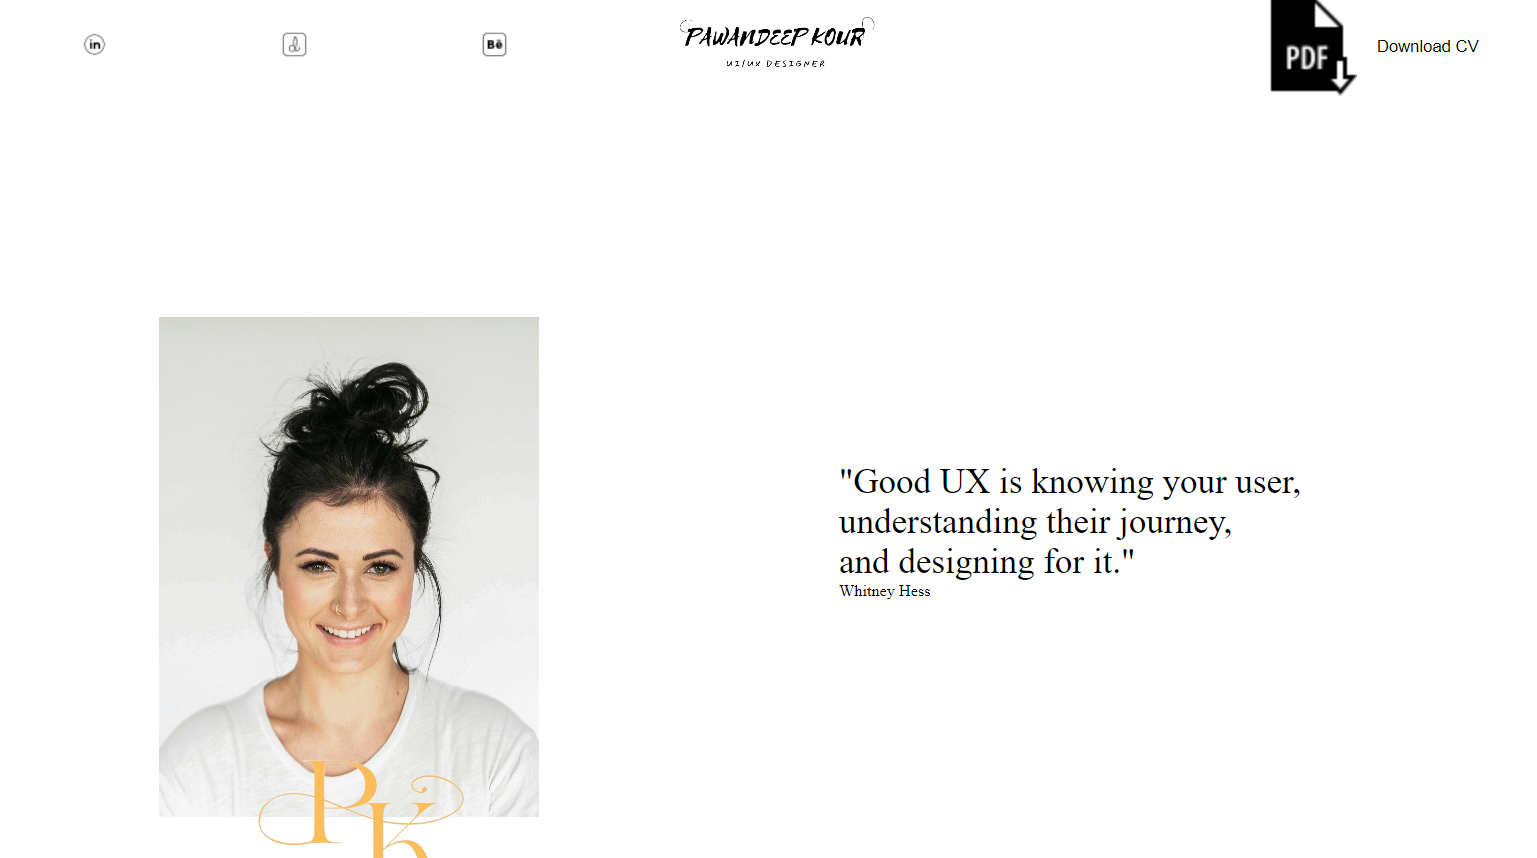 in
Bē
PAWANDEEP KOUR
UI/UX DESIGNER
PDF
Download CV
"Good UX is knowing your user,
understanding their journey,
and designing for it."
Whitney Hess
Pk